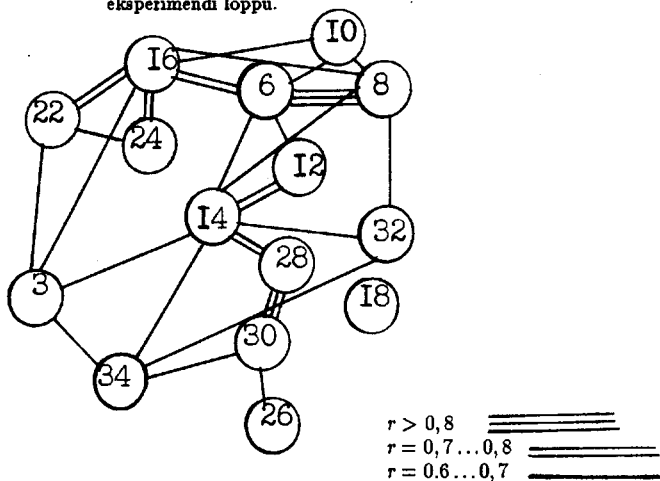 eksperimendi lõppu.
I0
I6
6
8
22
24
I2
I4
32
28
3
I8
30
34
26
r > 0,8
r = 0,7...0,8
r = 0.6...0,7